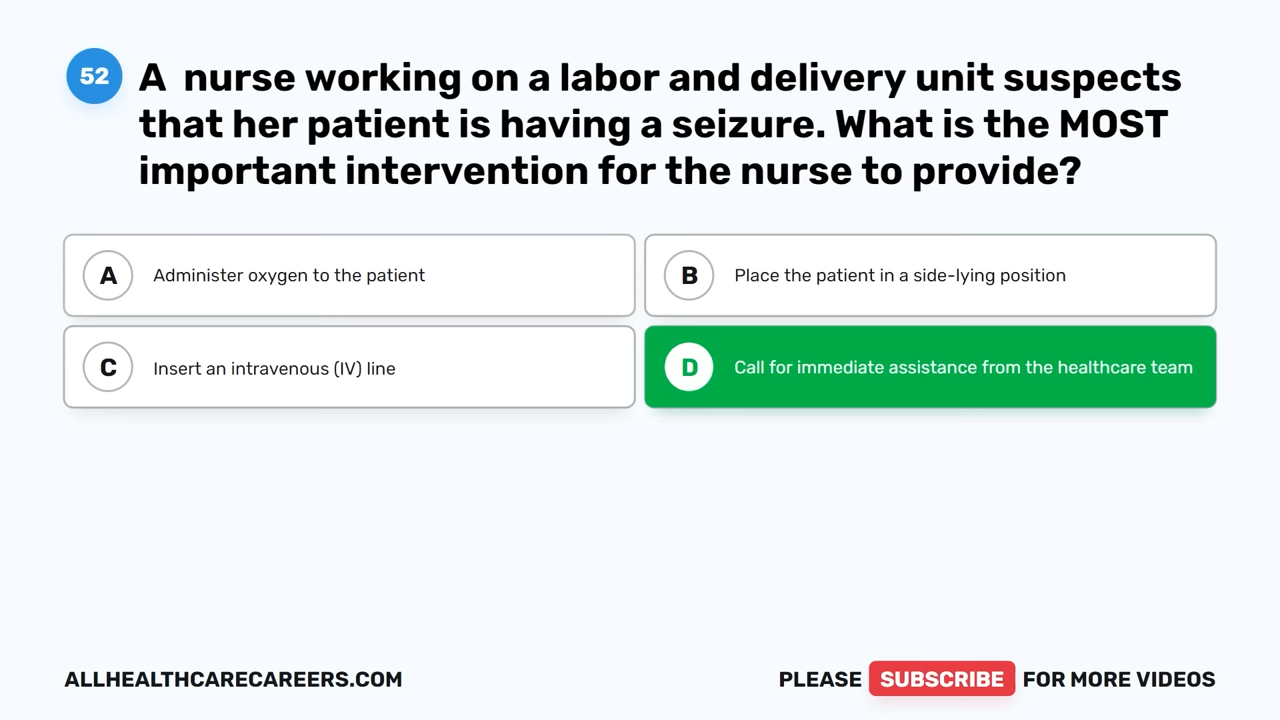 52
A  nurse working on a labor and delivery unit suspects
that her patient is having a seizure. What is the MOST
important intervention for the nurse to provide?
A Administer oxygen to the patient
B Place the patient in a side-lying position
C Insert an intravenous (IV) line
D Call for immediate assistance from the healthcare team
ALLHEALTHCARECAREERS.COM
PLEASE SUBSCRIBE FOR MORE VIDEOS